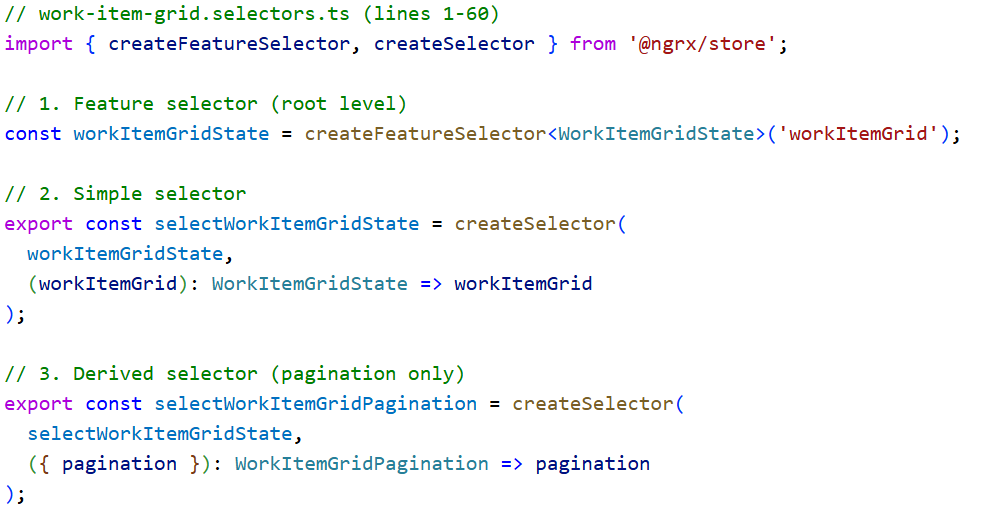 // work-item-grid.selectors.ts (lines 1-60)
import { createFeatureSelector, createSelector } from '@ngrx/store';

// 1. Feature selector (root level)
const workItemGridState = createFeatureSelector<WorkItemGridState>('workItemGrid');

// 2. Simple selector
export const selectWorkItemGridState = createSelector(
  workItemGridState,
  (workItemGrid): WorkItemGridState => workItemGrid
);

// 3. Derived selector (pagination only)
export const selectWorkItemGridPagination = createSelector(
  selectWorkItemGridState,
  ({ pagination }): WorkItemGridPagination => pagination
);